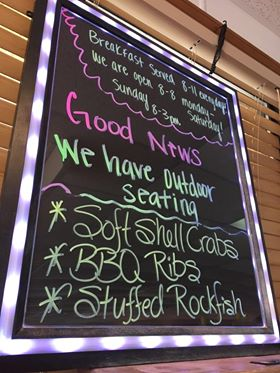 Breakfast Served 8-11 everyday!
We are open 8-8 monday-
Saturday!
Sunday 8-3pm.
Good News
We have outdoor
seating
* Soft Shell Crabs
* BBQ Ribs
* Stuffed Rockfish